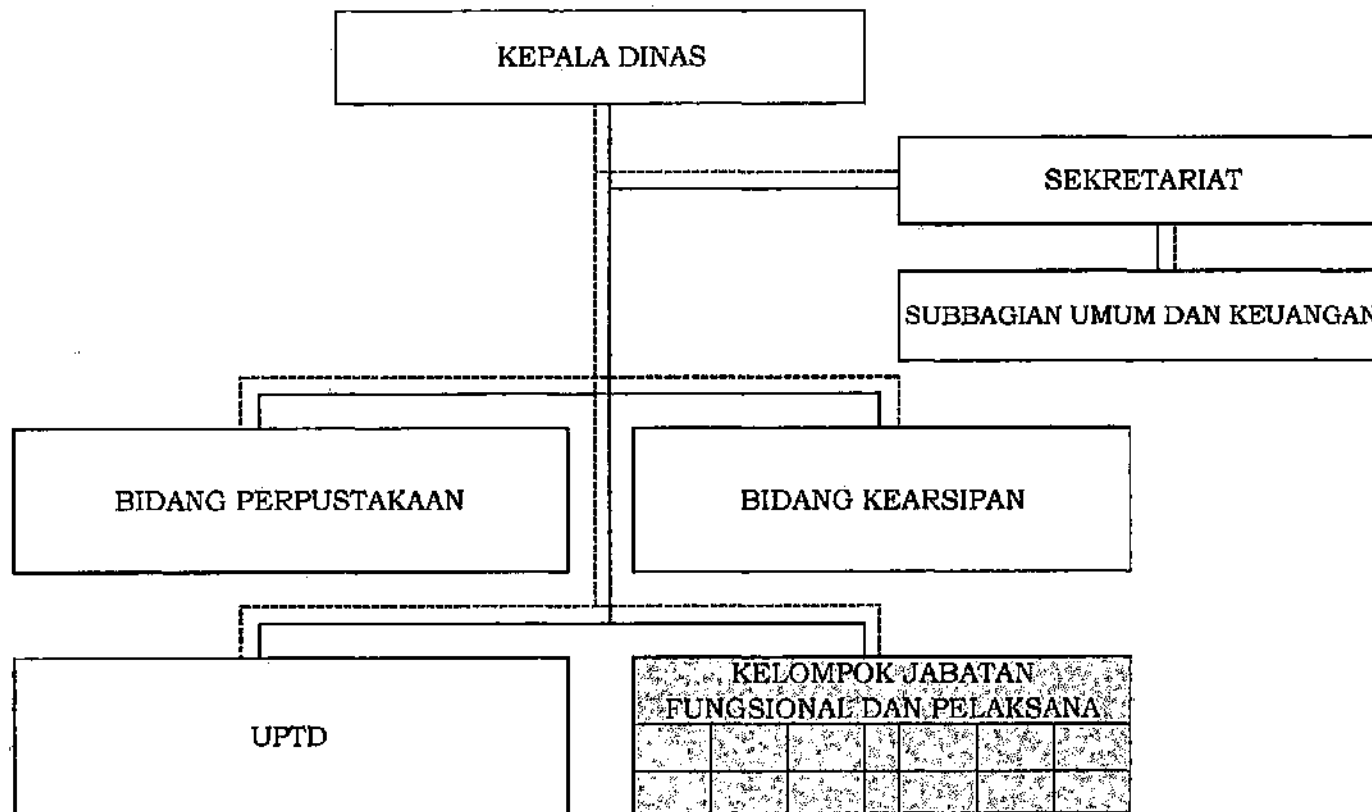 KEPALA DINAS
SEKRETARIAT
SUBBAGIAN UMUM DAN KEUANGAN
BIDANG PERPUSTAKAAN
BIDANG KEARSIPAN
UPTD
KELOMPOK JABATAN
FUNGSIONAL DAN PELAKSANA